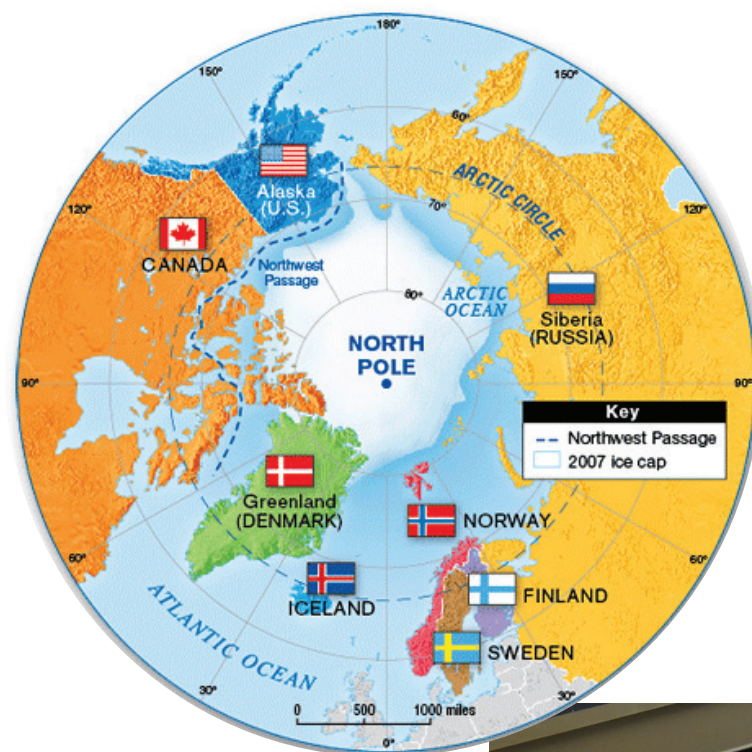 180°
150°
150°
60°
Alaska
(U.S.)
ARCTIC CIRCLE
70°
120°
120°
CANADA
Northwest
Passage
80°
ARCTIC
OCEAN
Siberia
(RUSSIA)
NORTH
POLE
90°
90°
Key
Northwest Passage
2007 ice cap
Greenland
(DENMARK)
NORWAY
60°
60°
ICELAND
FINLAND
ATLANTIC OCEAN
SWEDEN
30°
30°
0 500 1000 miles
0°